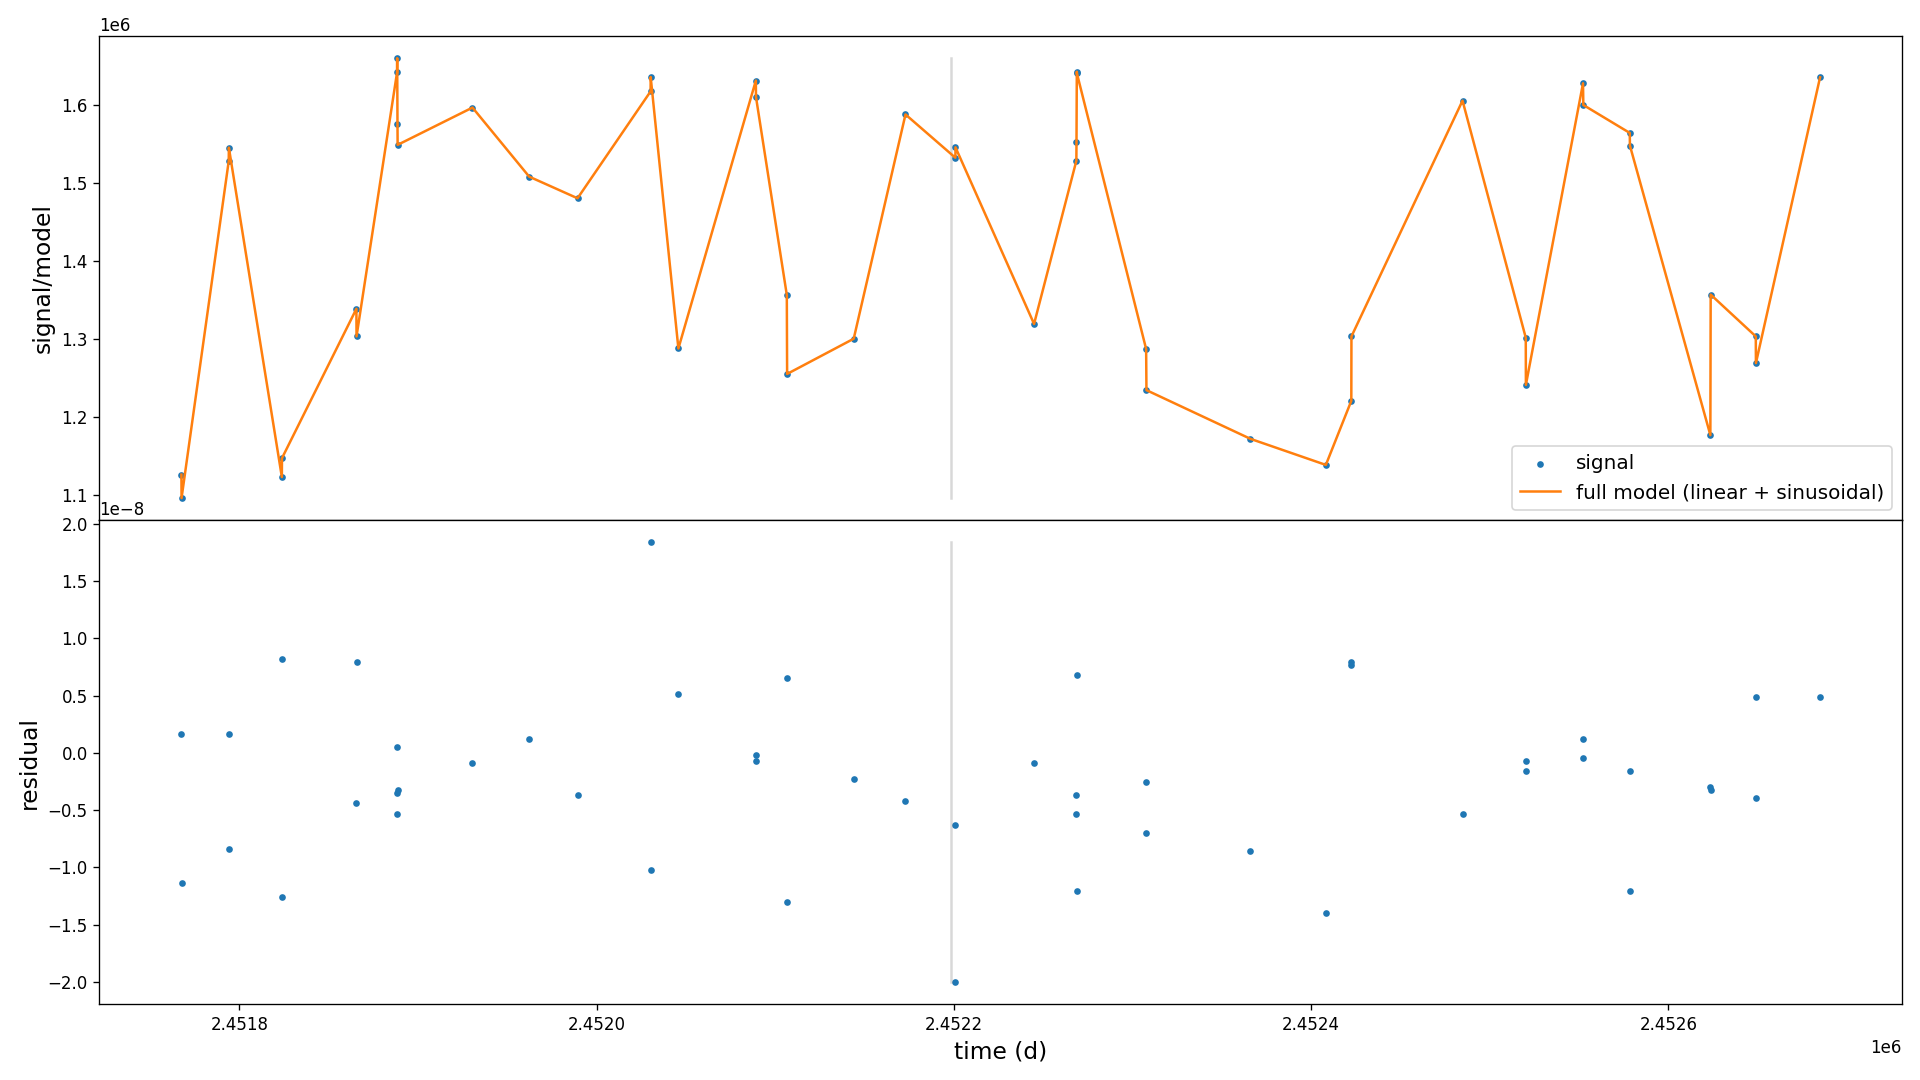 1e6
signal/model
1.6
1.5
1.4
1.3
1.2
1.1
signal
full model (linear + sinusoidal)
1e−8
residual
2.0
1.5
1.0
0.5
0.0
−0.5
−1.0
−1.5
−2.0
2.4518 2.4520 2.4522 2.4524 2.4526
time (d)
1e6